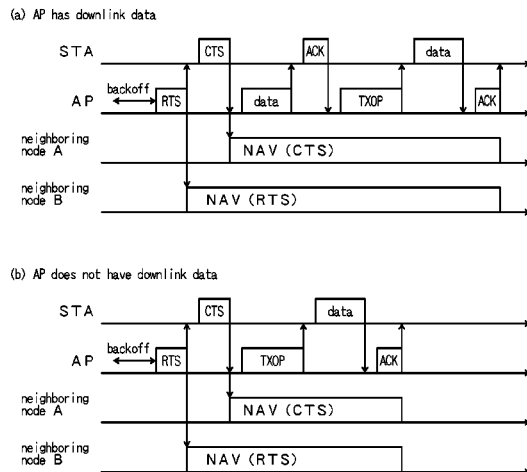 (a) AP has downlink data
STA
CTS
ACK
data
backoff
AP
RTS
data
TXOP
ACK
neighboring
node A
NAV (CTS)
neighboring
node B
NAV (RTS)
(b) AP does not have downlink data
STA
CTS
data
backoff
AP
RTS
TXOP
ACK
neighboring
node A
NAV (CTS)
neighboring
node B
NAV (RTS)